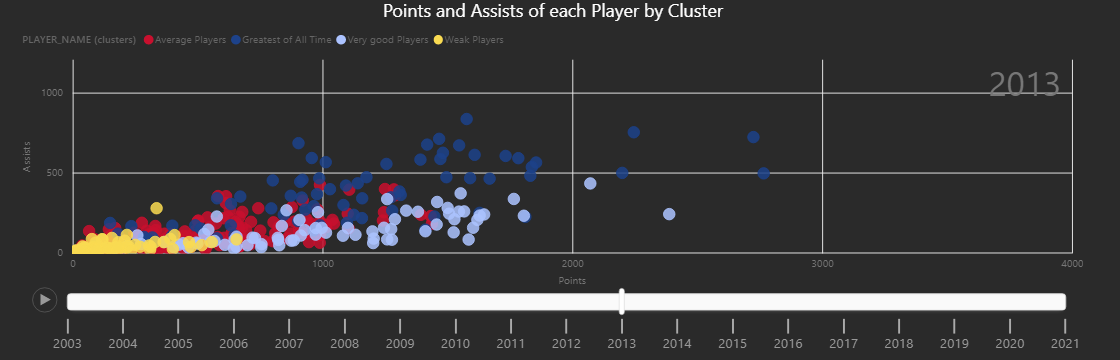 Points and Assists of each Player by Cluster
PLAYER_NAME (clusters) Average Players Greatest of All Time Very good Players Weak Players
2013
1000
500
0
Assists
0 1000 2000 3000 4000
Points
2003 2004 2005 2006 2007 2008 2009 2010 2011 2012 2013 2014 2015 2016 2017 2018 2019 2020 2021